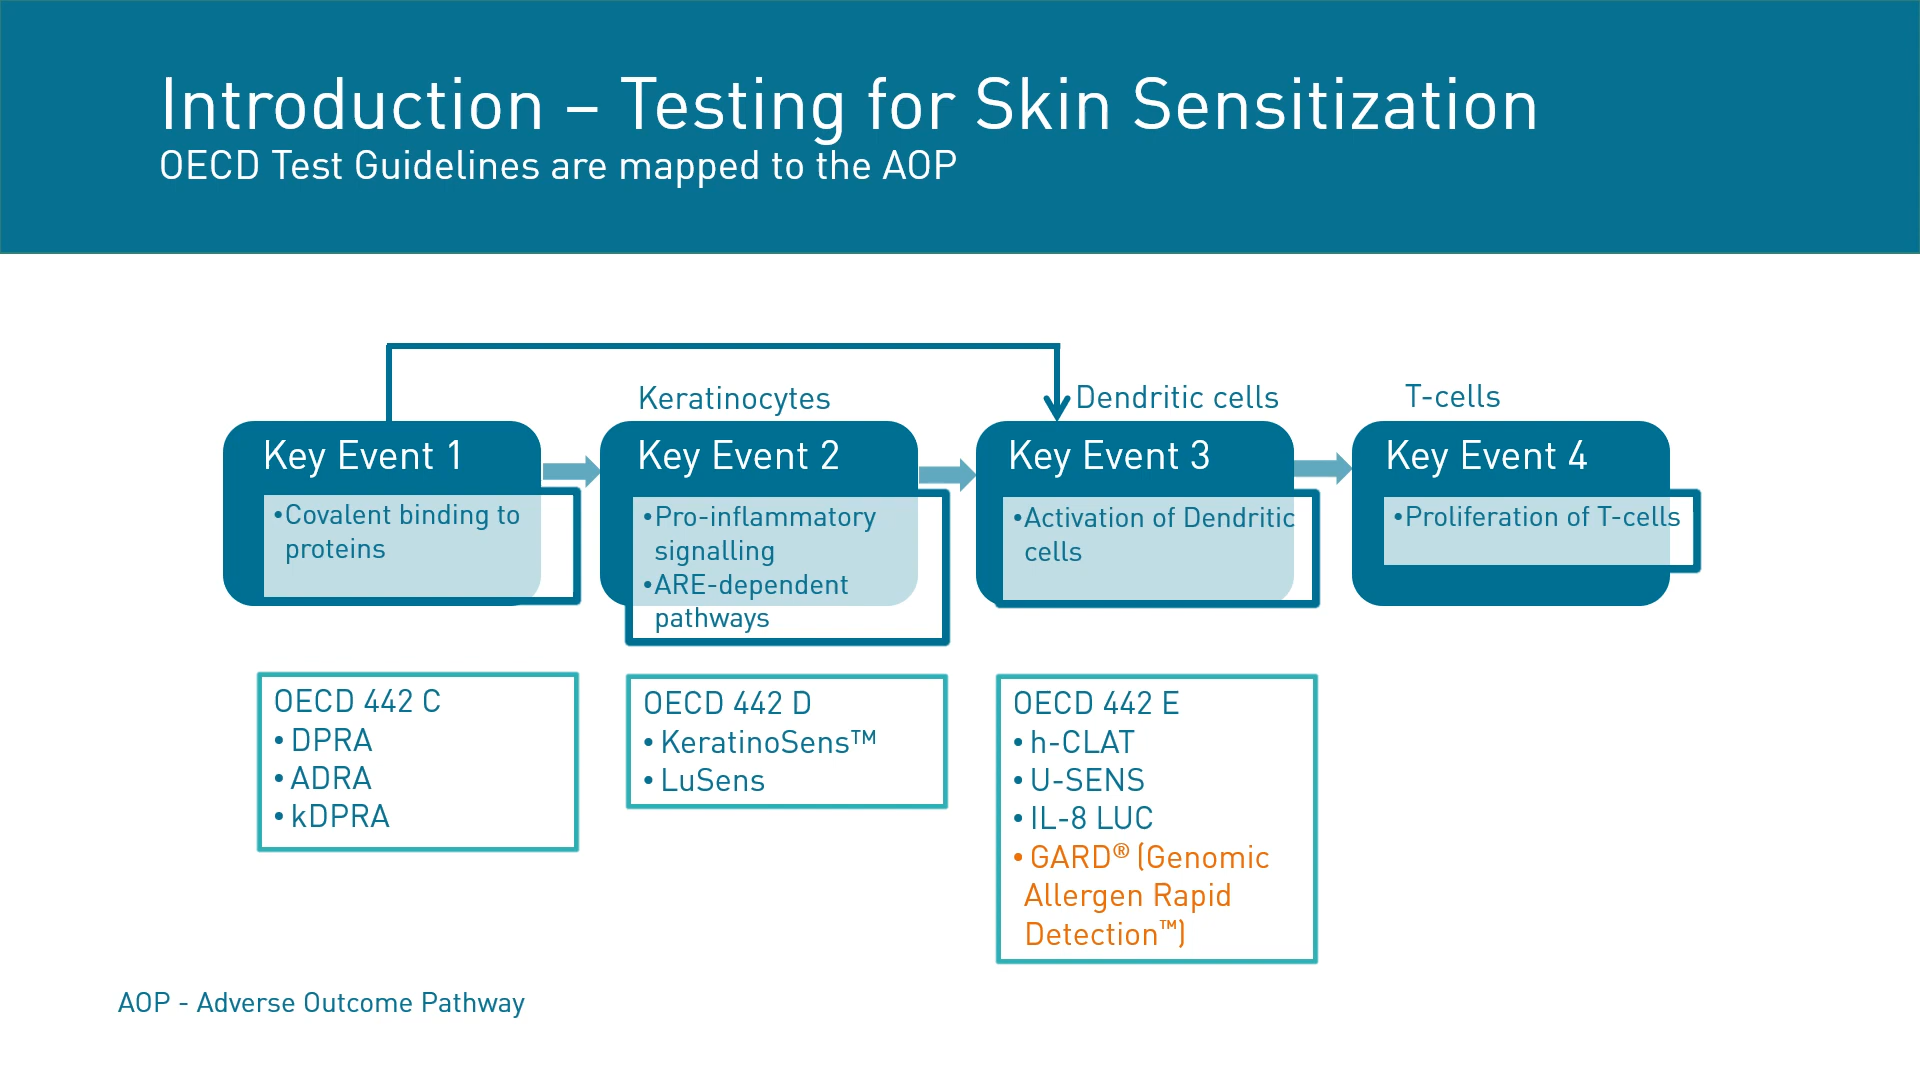 Introduction – Testing for Skin Sensitization
OECD Test Guidelines are mapped to the AOP
Keratinocytes
Dendritic cells
T-cells
Key Event 1
•Covalent binding to
proteins
Key Event 2
•Pro-inflammatory
signalling
•ARE-dependent
pathways
Key Event 3
•Activation of Dendritic
cells
Key Event 4
•Proliferation of T-cells
OECD 442 C
• DPRA
• ADRA
• kDPRA
OECD 442 D
• KeratinoSens™
• LuSens
OECD 442 E
• h-CLAT
• U-SENS
• IL-8 LUC
• GARD® (Genomic
Allergen Rapid
Detection™)
AOP - Adverse Outcome Pathway